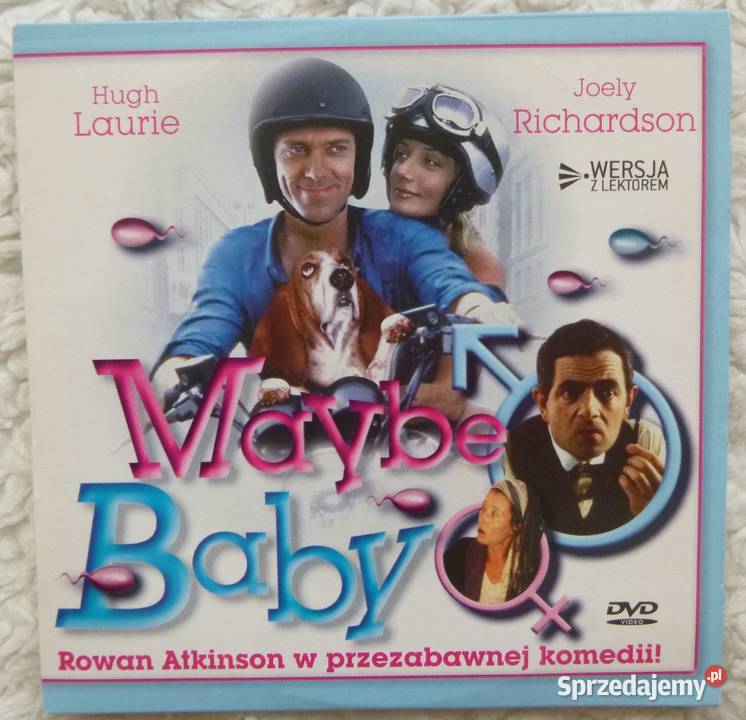 Hugh
Laurie
Joely
Richardson
WERSJA
Z LEKTOREM
Maybe
Baby
DVD
VIDEO
Rowan Atkinson w przezabawnej komedii!
Sprzedajemy.pl